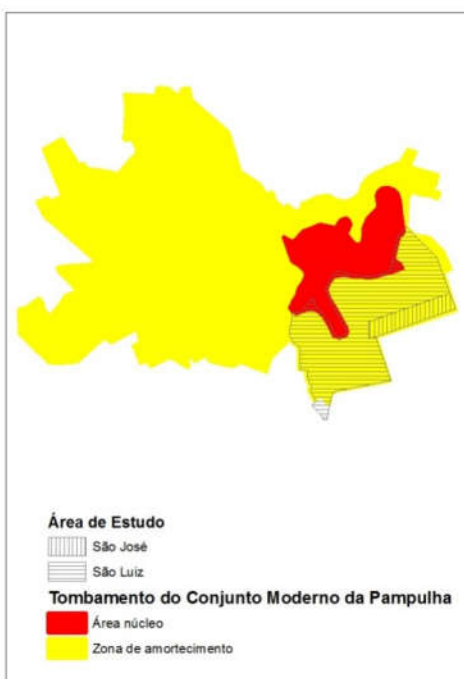 Área de Estudo
São José
São Luiz
Tombamento do Conjunto Moderno da Pampulha
Área núcleo
Zona de amortecimento